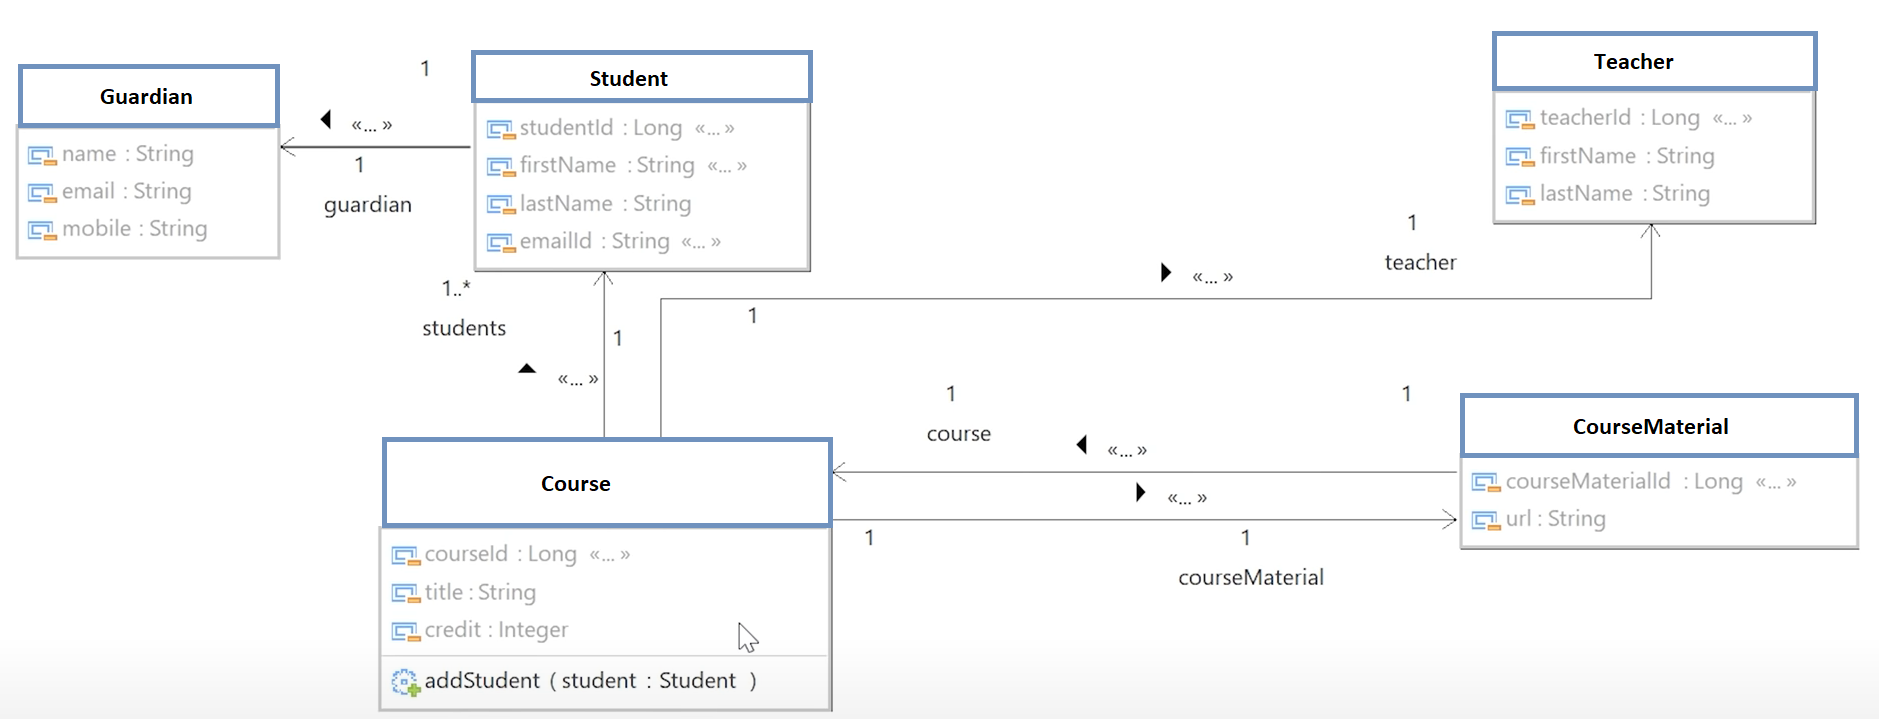 Guardian
name : String
email : String
mobile : String
1
«... »
1
guardian
Student
studentId : Long «... »
firstName : String «... »
lastName : String
emailId : String «... »
Teacher
teacherId : Long «... »
firstName : String
lastName : String
1
teacher
«... »
1
1..*
students
1
«... »
1
course
1
«... »
«... »
1
1
courseMaterial
Course
courseId : Long «... »
title : String
credit : Integer
addStudent ( student : Student )
CourseMaterial
courseMaterialId : Long «... »
url : String